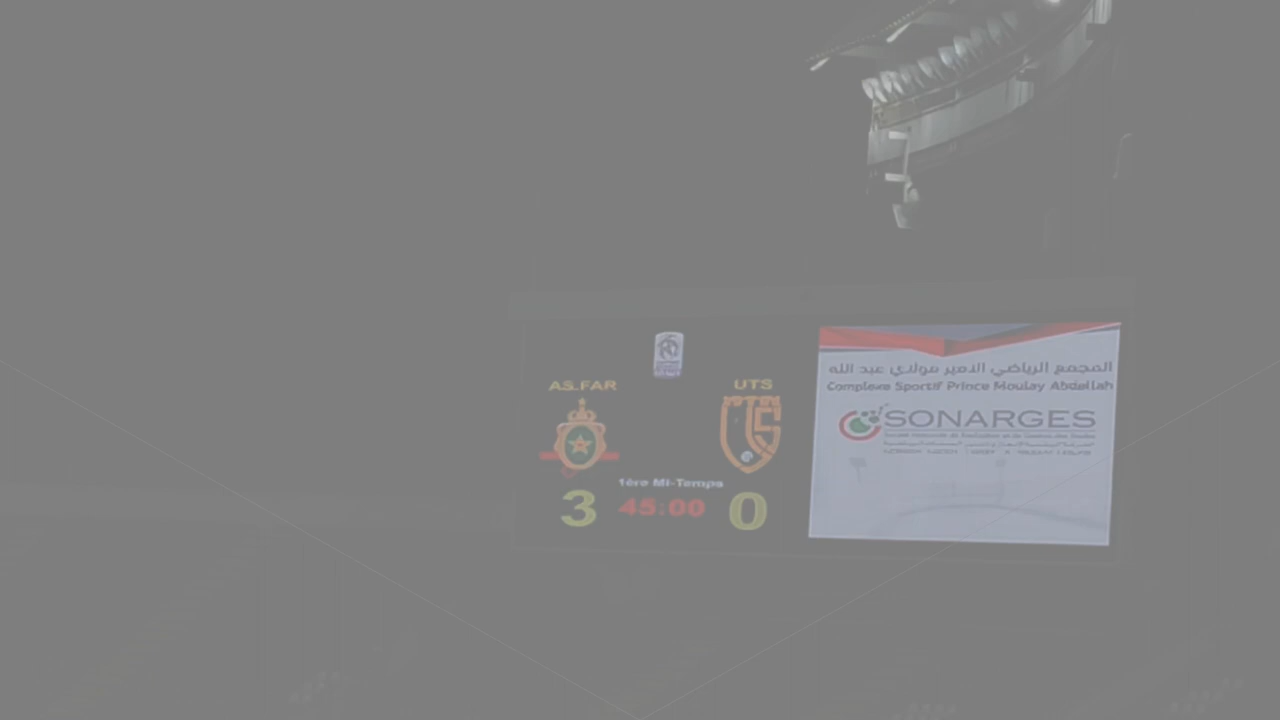 AS.FAR
UTS
1ère Mi-Temps
3
45:00
0
المجمع الرياضي الامير مولاي عبد الله
Complexe Sportif Prince Moulay Abdellah
SONARGES